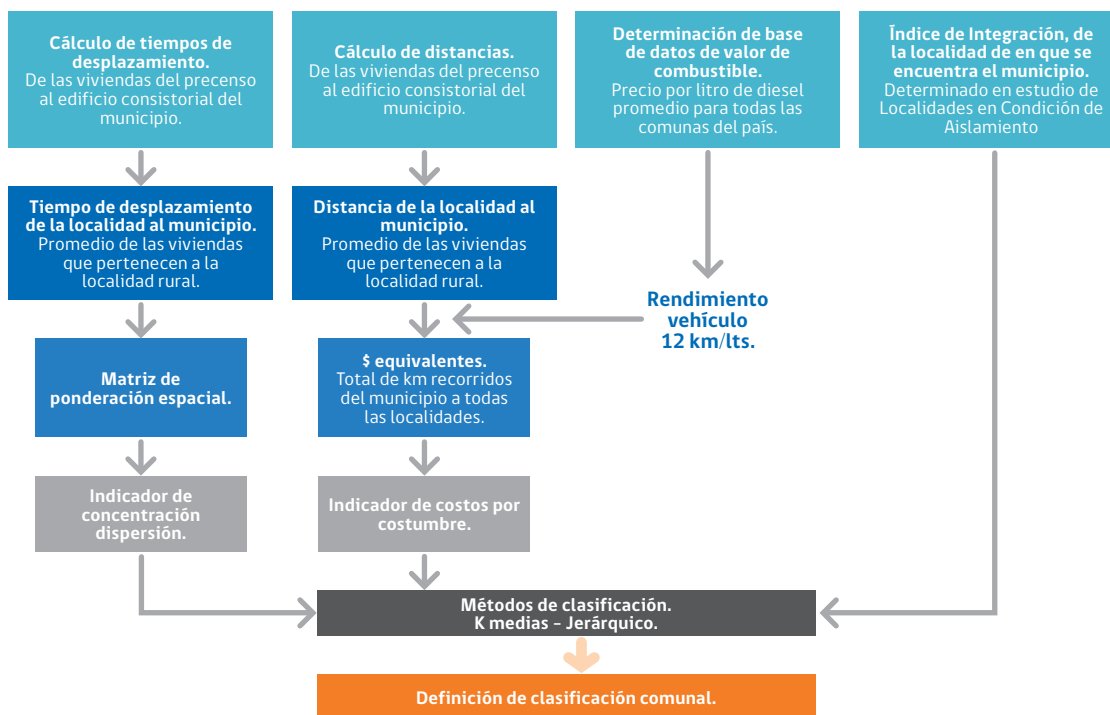 Cálculo de tiempos de
desplazamiento.
De las viviendas del precenso
al edificio consistorial del
municipio.
Cálculo de distancias.
De las viviendas del precenso
al edificio consistorial del
municipio.
Determinación de base
de datos de valor de
combustible.
Precio por litro de diesel
promedio para todas las
comunas del país.
Índice de Integración, de
la localidad de en que se
encuentra el municipio.
Determinado en estudio de
Localidades en Condición de
Aislamiento
Tiempo de desplazamiento
de la localidad al municipio.
Promedio de las viviendas
que pertenecen a la
localidad rural.
Distancia de la localidad al
municipio.
Promedio de las viviendas
que pertenecen a la
localidad rural.
Rendimiento
vehículo
12 km/lts.
Matriz de
ponderación espacial.
$ equivalentes.
Total de km recorridos
del municipio a todas
las localidades.
Indicador de
concentración
dispersión.
Indicador de costos por
costumbre.
Métodos de clasificación.
K medias - Jerárquico.
Definición de clasificación comunal.